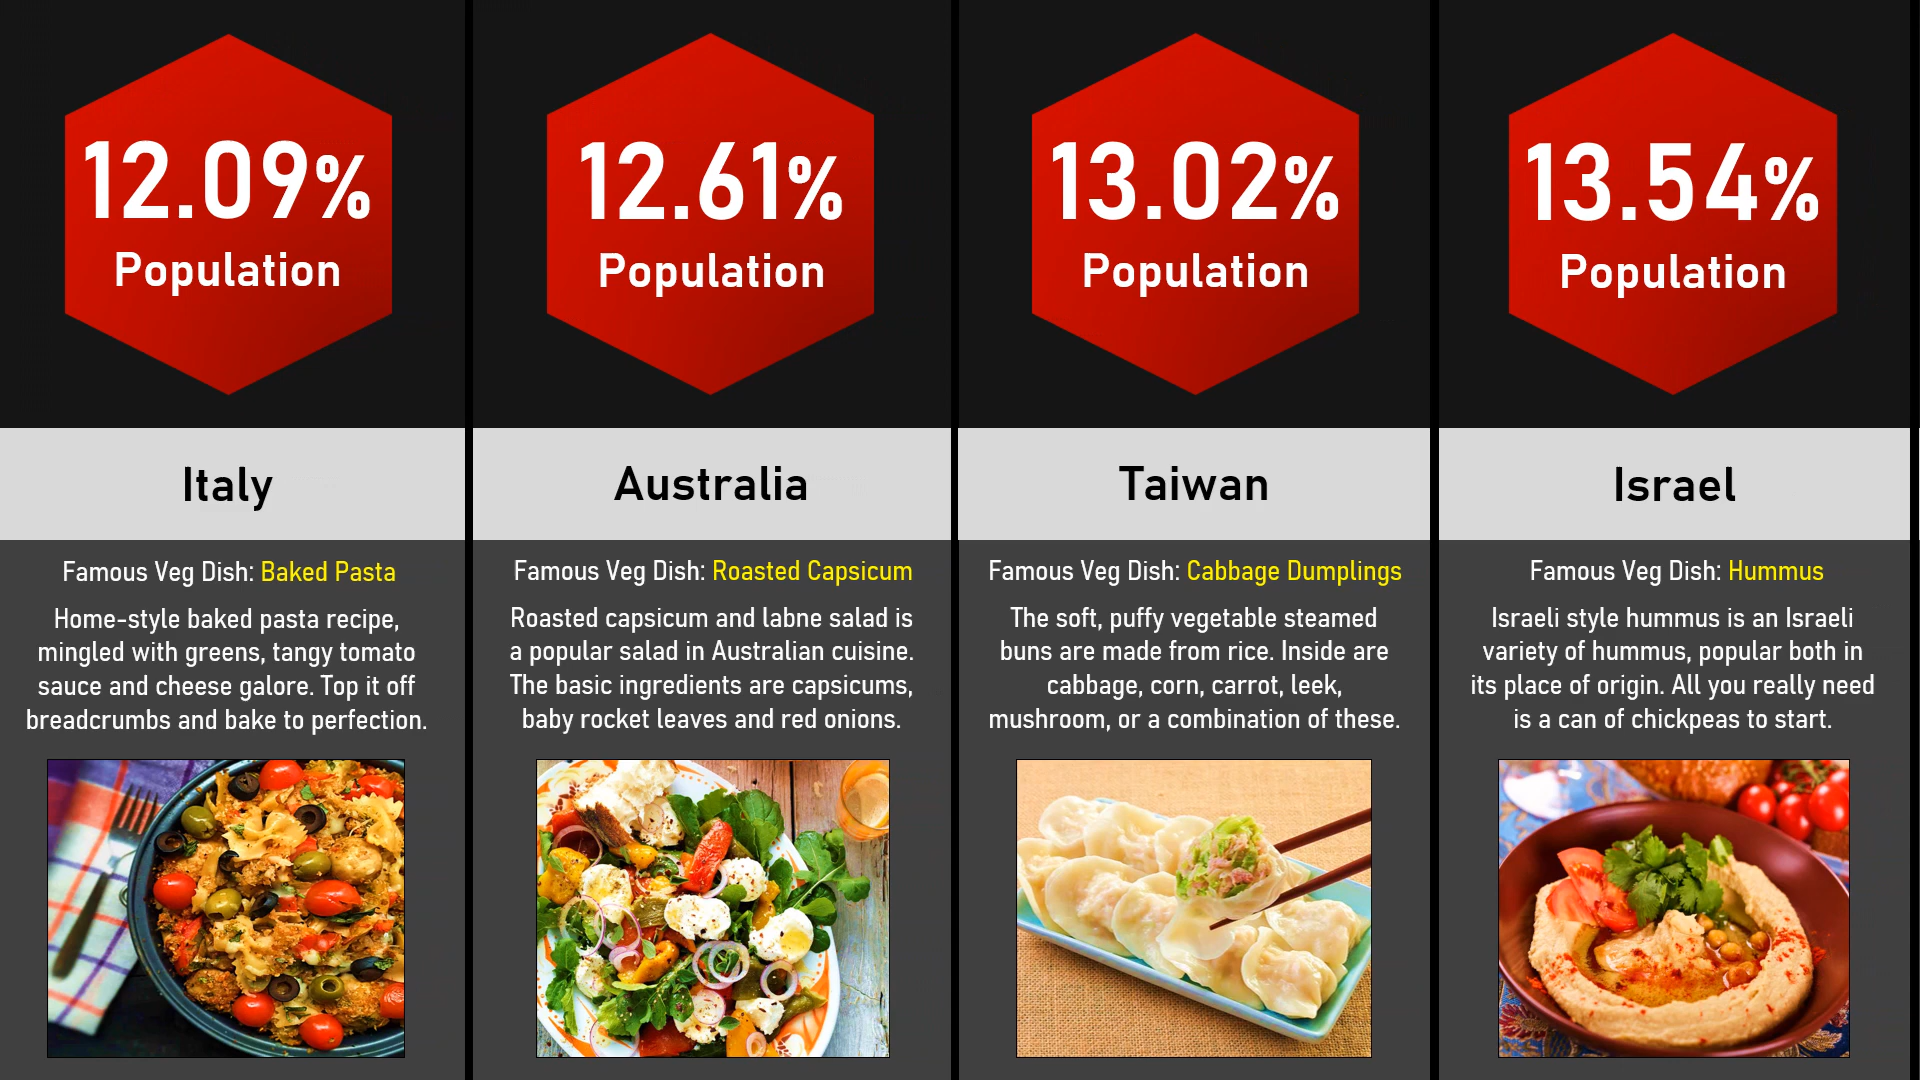 12.09%
Population
Italy
Famous Veg Dish: Baked Pasta
Home-style baked pasta recipe,
mingled with greens, tangy tomato
sauce and cheese galore. Top it off
breadcrumbs and bake to perfection.
12.61%
Population
Australia
Famous Veg Dish: Roasted Capsicum
Roasted capsicum and labne salad is
a popular salad in Australian cuisine.
The basic ingredients are capsicums,
baby rocket leaves and red onions.
13.02%
Population
Taiwan
Famous Veg Dish: Cabbage Dumplings
The soft, puffy vegetable steamed
buns are made from rice. Inside are
cabbage, corn, carrot, leek,
mushroom, or a combination of these.
13.54%
Population
Israel
Famous Veg Dish: Hummus
Israeli style hummus is an Israeli
variety of hummus, popular both in
its place of origin. All you really need
is a can of chickpeas to start.